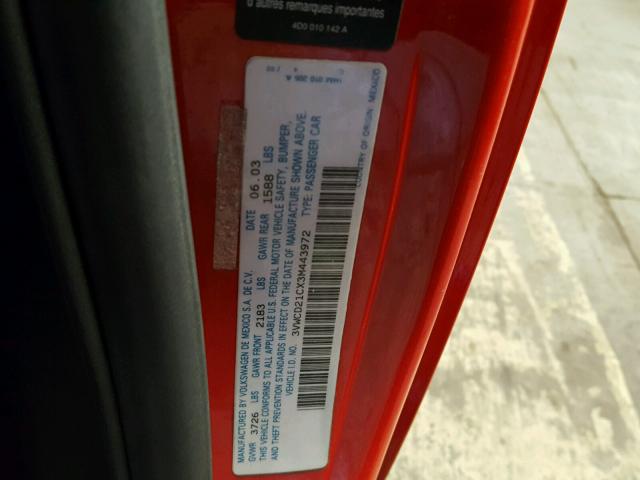 d'autres remarques importantes
4D0 010 142 A
MANUFACTURED BY VOLKSWAGEN DE MEXICO S.A. DE C.V. DATE 06.03
GVWR 3726 LBS GAWR FRONT 2183 LBS GAWR REAR 1588 LBS
THIS VEHICLE CONFORMS TO ALL APPLICABLE U.S. FEDERAL MOTOR VEHICLE SAFETY, BUMPER,
AND THEFT PREVENTION STANDARDS IN EFFECT ON THE DATE OF MANUFACTURE SHOWN ABOVE.
VEHICLE I.D. NO. 3VWCD21CX3M443972 TYPE: PASSENGER CAR
COUNTRY OF ORIGIN: MEXICO